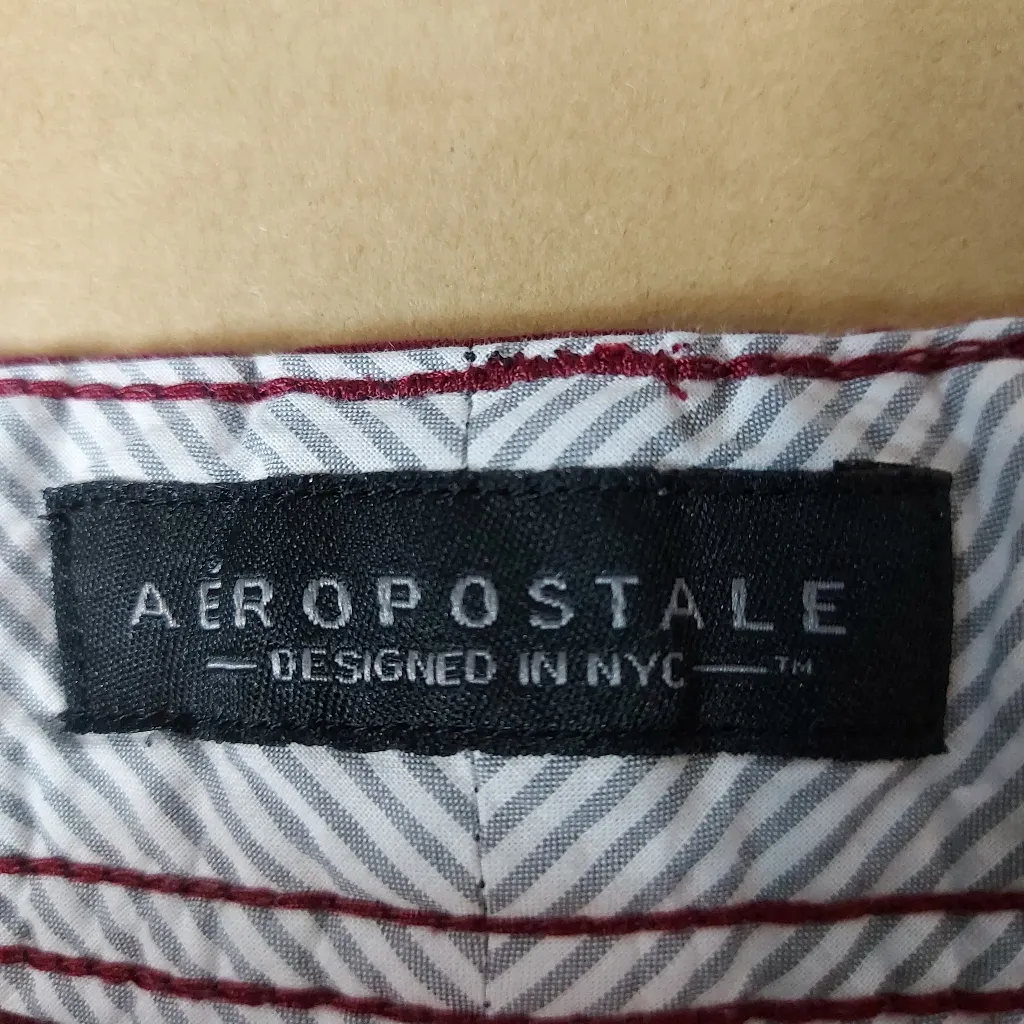 AÉROPOSTALE
— DESIGNED IN NYC —™